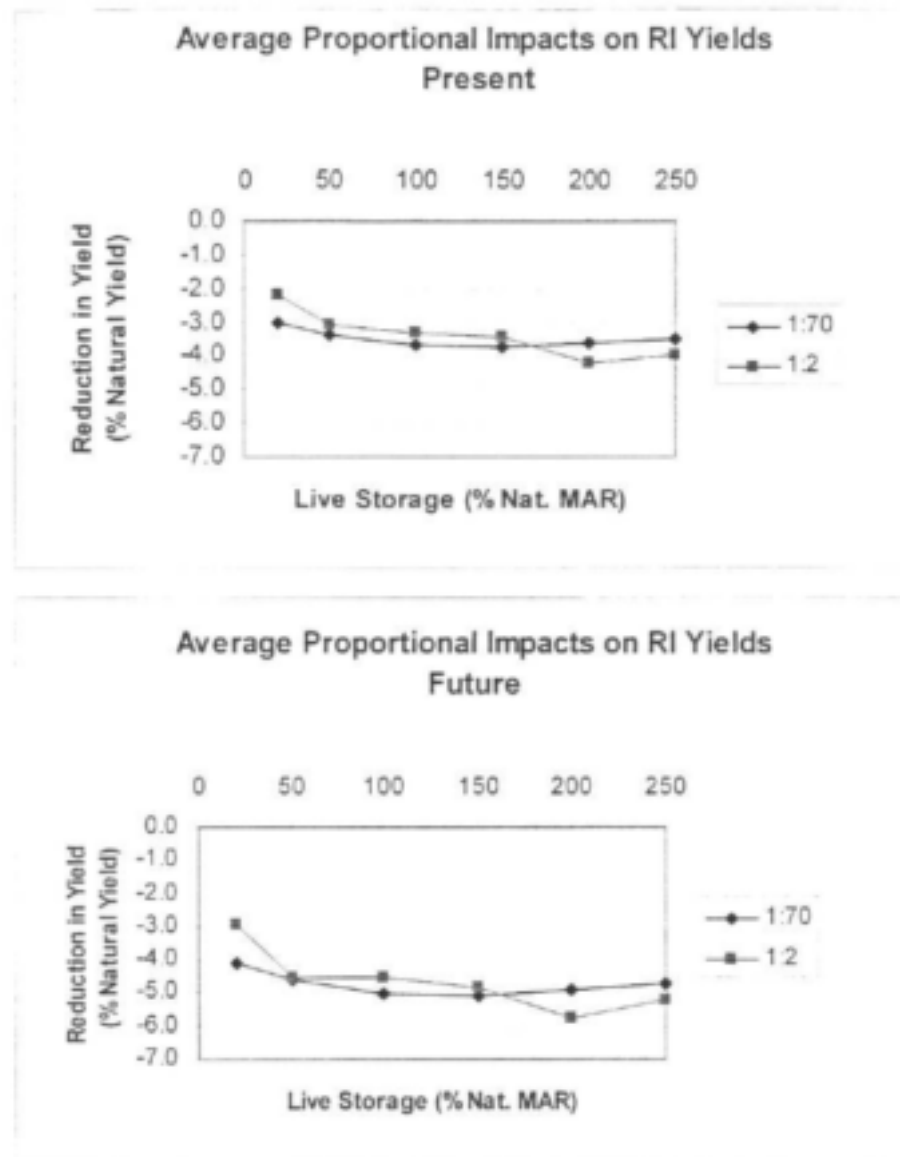 Average Proportional Impacts on RI Yields
Present
0 50 100 150 200 250
Reduction in Yield
(% Natural Yield)
0.0
-1.0
-2.0
-3.0
-4.0
-5.0
-6.0
-7.0
1:70
1:2
Live Storage (% Nat. MAR)
Average Proportional Impacts on RI Yields
Future
0 50 100 150 200 250
Reduction in Yield
(% Natural Yield)
0.0
-1.0
-2.0
-3.0
-4.0
-5.0
-6.0
-7.0
1:70
1:2
Live Storage (% Nat. MAR)